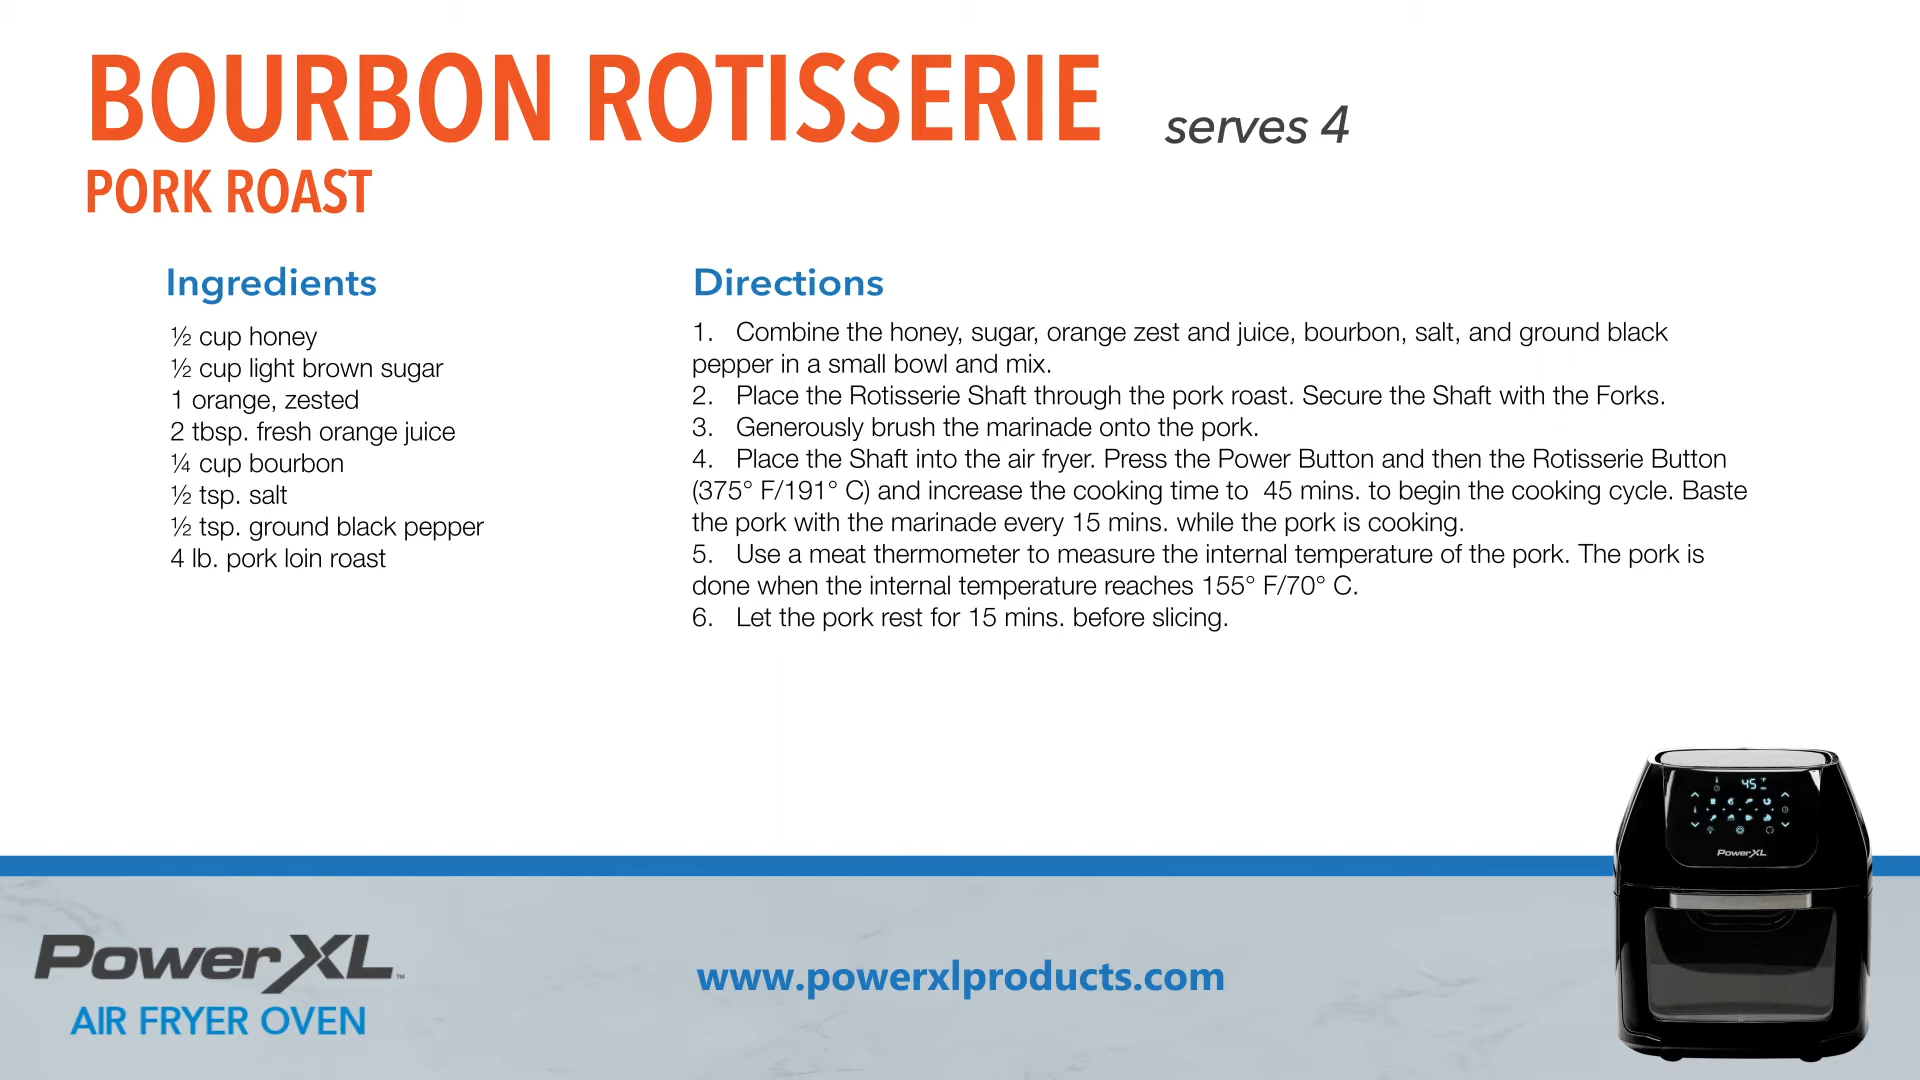 BOURBON ROTISSERIE serves 4
PORK ROAST
Ingredients
½ cup honey
½ cup light brown sugar
1 orange, zested
2 tbsp. fresh orange juice
¼ cup bourbon
½ tsp. salt
½ tsp. ground black pepper
4 lb. pork loin roast
Directions
1. Combine the honey, sugar, orange zest and juice, bourbon, salt, and ground black
pepper in a small bowl and mix.
2. Place the Rotisserie Shaft through the pork roast. Secure the Shaft with the Forks.
3. Generously brush the marinade onto the pork.
4. Place the Shaft into the air fryer. Press the Power Button and then the Rotisserie Button
(375° F/191° C) and increase the cooking time to 45 mins. to begin the cooking cycle. Baste
the pork with the marinade every 15 mins. while the pork is cooking.
5. Use a meat thermometer to measure the internal temperature of the pork. The pork is
done when the internal temperature reaches 155° F/70° C.
6. Let the pork rest for 15 mins. before slicing.
45
PowerXL
PowerXL™
AIR FRYER OVEN
www.powerxlproducts.com